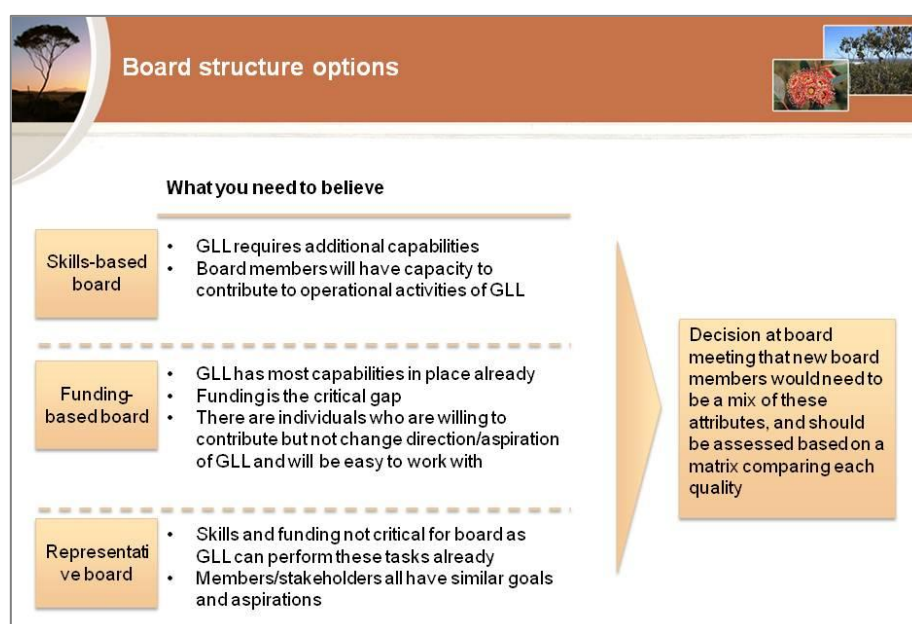 Board structure options
What you need to believe
Skills-based
board
• GLL requires additional capabilities
• Board members will have capacity to
contribute to operational activities of GLL
Funding-
based board
• GLL has most capabilities in place already
• Funding is the critical gap
• There are individuals who are willing to
contribute but not change direction/aspiration
of GLL and will be easy to work with
Representati
ve board
• Skills and funding not critical for board as
GLL can perform these tasks already
• Members/stakeholders all have similar goals
and aspirations
Decision at board
meeting that new board
members would need to
be a mix of these
attributes, and should
be assessed based on a
matrix comparing each
quality